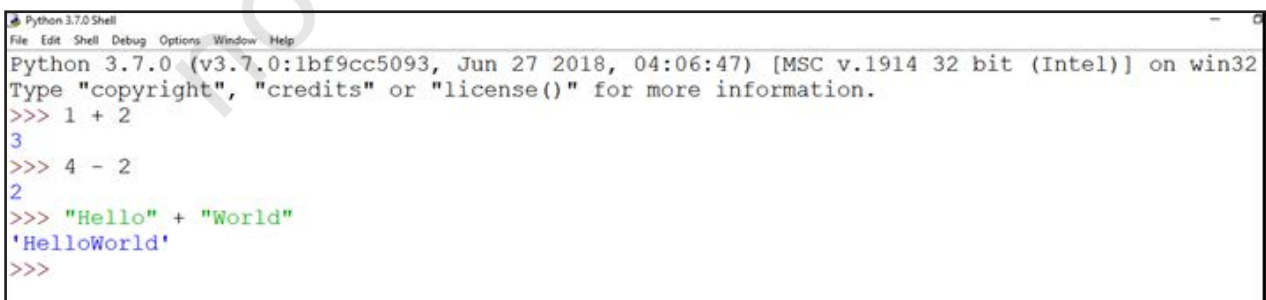 Python 3.7.0 Shell
File Edit Shell Debug Options Window Help
Python 3.7.0 (v3.7.0:1bf9cc5093, Jun 27 2018, 04:06:47) [MSC v.1914 32 bit (Intel)] on win32
Type "copyright", "credits" or "license()" for more information.
>>> 1 + 2
3
>>> 4 - 2
2
>>> "Hello" + "World"
'HelloWorld'
>>>